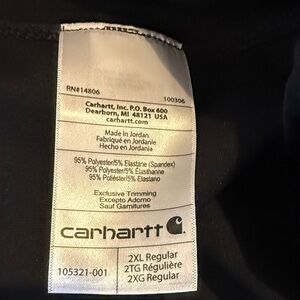 RN#14806 100306
Carhartt, Inc. P.O. Box 600
Dearborn, MI 48121 USA
carhartt.com
Made in Jordan
Fabriqué en Jordanie
Hecho en Jordania
95% Polyester/5% Elastane (Spandex)
95% Polyester/5% Élasthanne
95% Poliéster/5% Elastano
Exclusive Trimming
Excepto Adorno
Sauf Garnitures
carhartt
105321-001
2XL Regular
2TG Régulière
2XG Regular